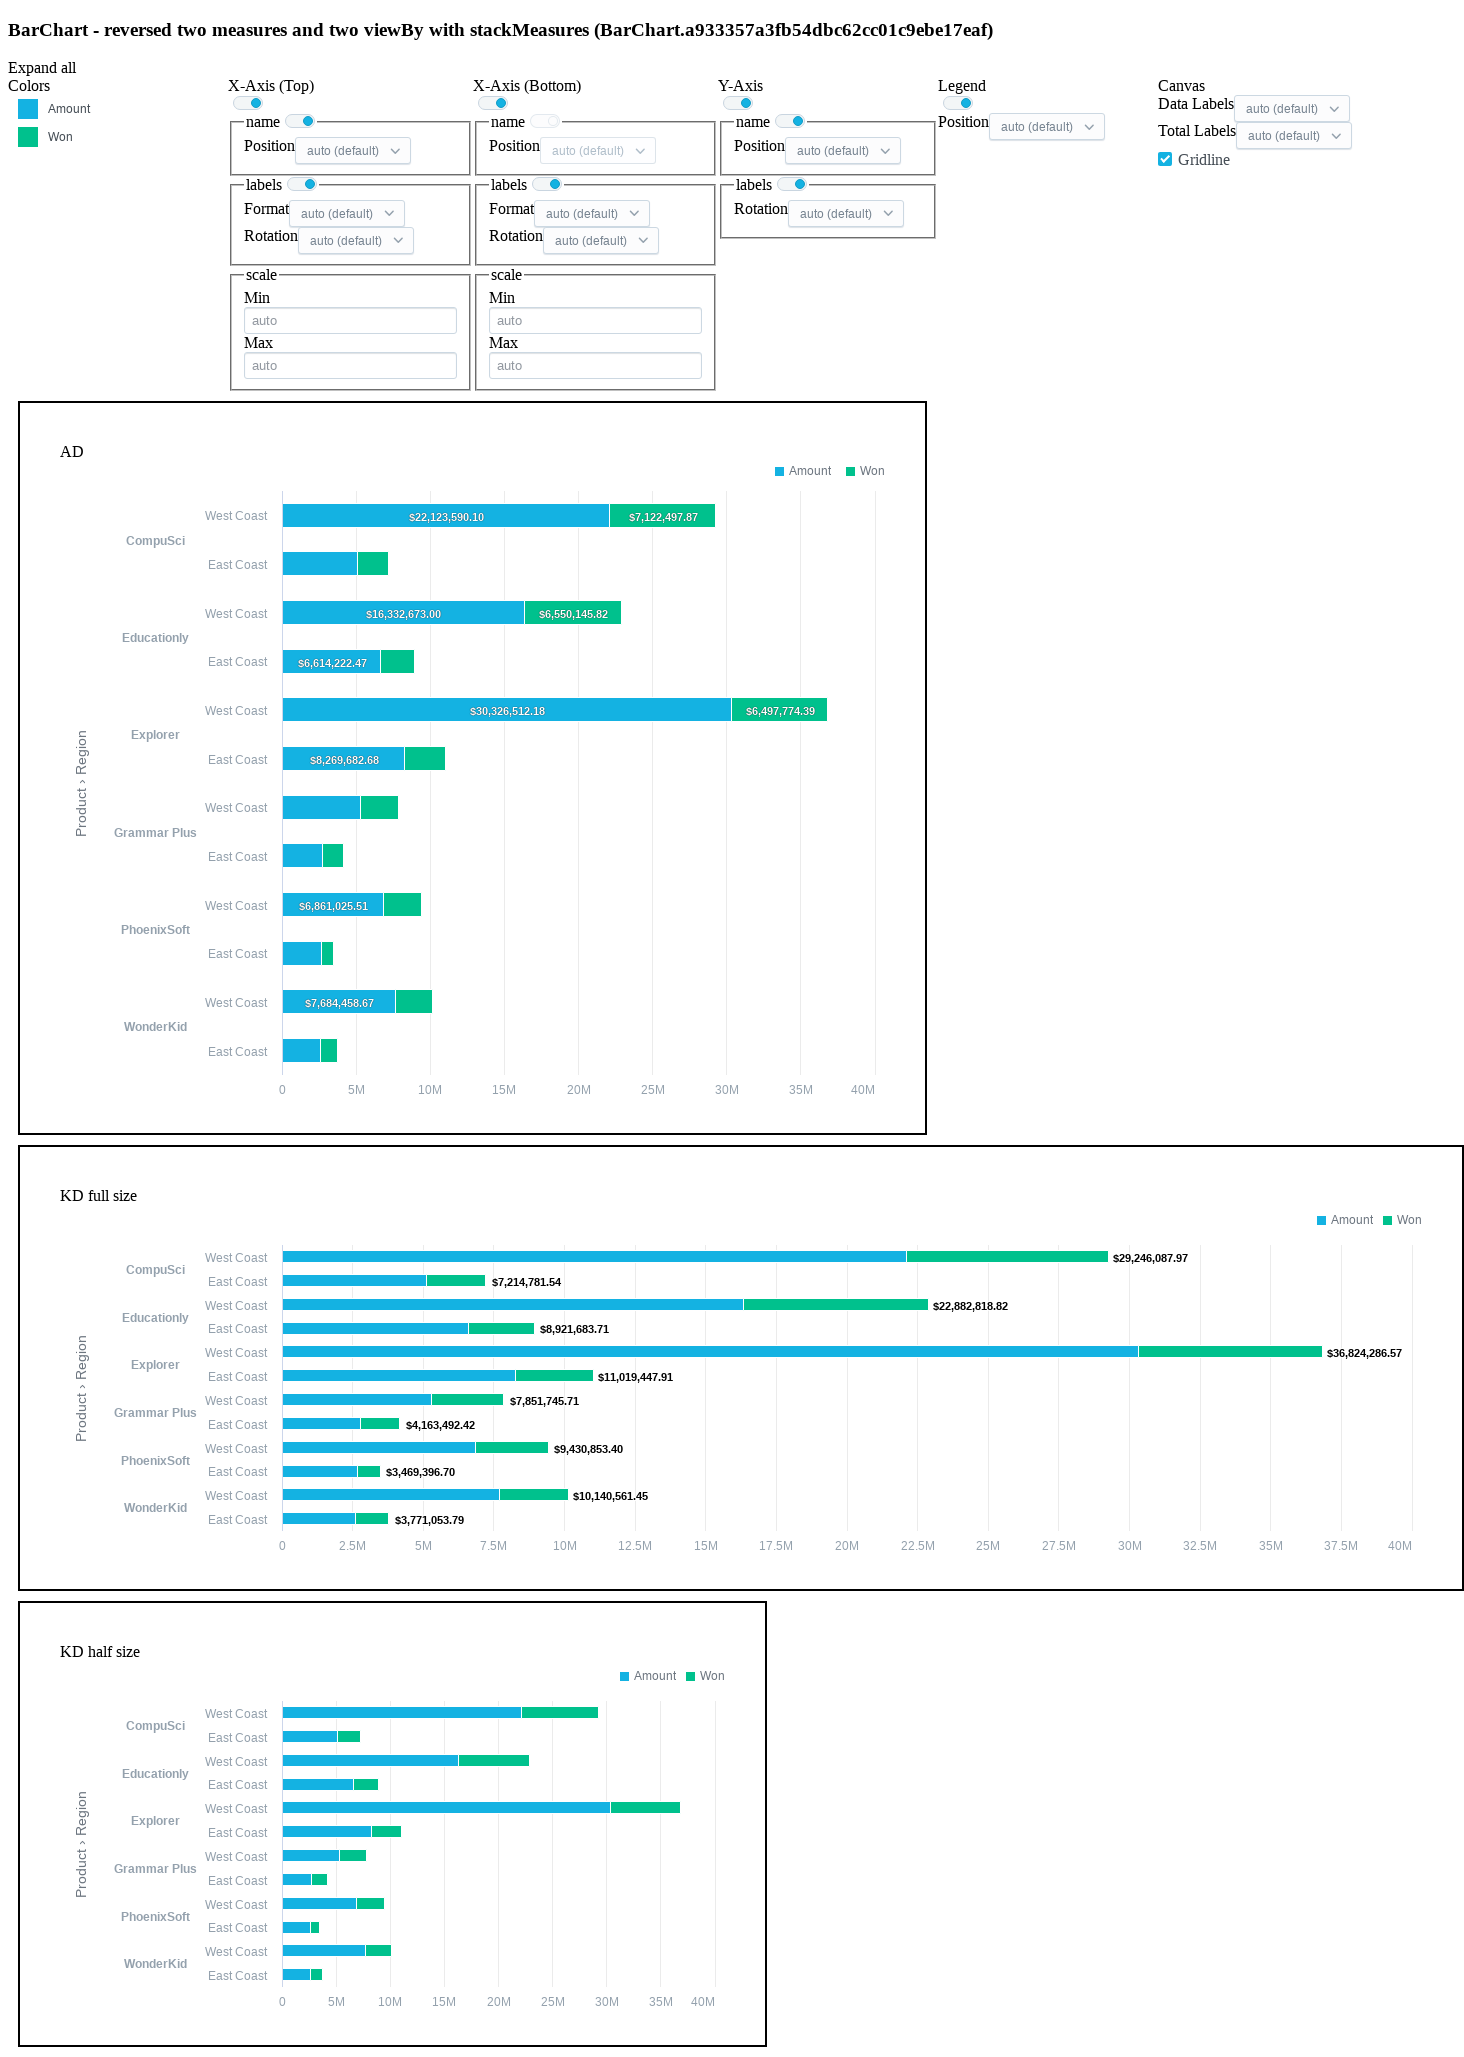 BarChart - reversed two measures and two viewBy with stackMeasures (BarChart.a933357a3fb54dbc62cc01c9ebe17eaf)
Expand all
Colors
Amount
Won
X-Axis (Top)
name
Position auto (default)
labels
Format auto (default)
Rotation auto (default)
scale
Min
auto
Max
auto
X-Axis (Bottom)
name
Position auto (default)
labels
Format auto (default)
Rotation auto (default)
scale
Min
auto
Max
auto
Y-Axis
name
Position auto (default)
labels
Rotation auto (default)
Legend
Position auto (default)
Canvas
Data Labels auto (default)
Total Labels auto (default)
Gridline
AD
Amount Won
Product › Region
CompuSci
West Coast $22,123,590.10 $7,122,497.87
East Coast
Educationly
West Coast $16,332,673.00 $6,550,145.82
East Coast $6,614,222.47
Explorer
West Coast $30,326,512.18 $6,497,774.39
East Coast $8,269,682.68
Grammar Plus
West Coast
East Coast
PhoenixSoft
West Coast $6,861,025.51
East Coast
WonderKid
West Coast $7,684,458.67
East Coast
0 5M 10M 15M 20M 25M 30M 35M 40M
KD full size
Amount Won
Product › Region
CompuSci
West Coast $29,246,087.97
East Coast $7,214,781.54
Educationly
West Coast $22,882,818.82
East Coast $8,921,683.71
Explorer
West Coast $36,824,286.57
East Coast $11,019,447.91
Grammar Plus
West Coast $7,851,745.71
East Coast $4,163,492.42
PhoenixSoft
West Coast $9,430,853.40
East Coast $3,469,396.70
WonderKid
West Coast $10,140,561.45
East Coast $3,771,053.79
0 2.5M 5M 7.5M 10M 12.5M 15M 17.5M 20M 22.5M 25M 27.5M 30M 32.5M 35M 37.5M 40M
KD half size
Amount Won
Product › Region
CompuSci
West Coast
East Coast
Educationly
West Coast
East Coast
Explorer
West Coast
East Coast
Grammar Plus
West Coast
East Coast
PhoenixSoft
West Coast
East Coast
WonderKid
West Coast
East Coast
0 5M 10M 15M 20M 25M 30M 35M 40M